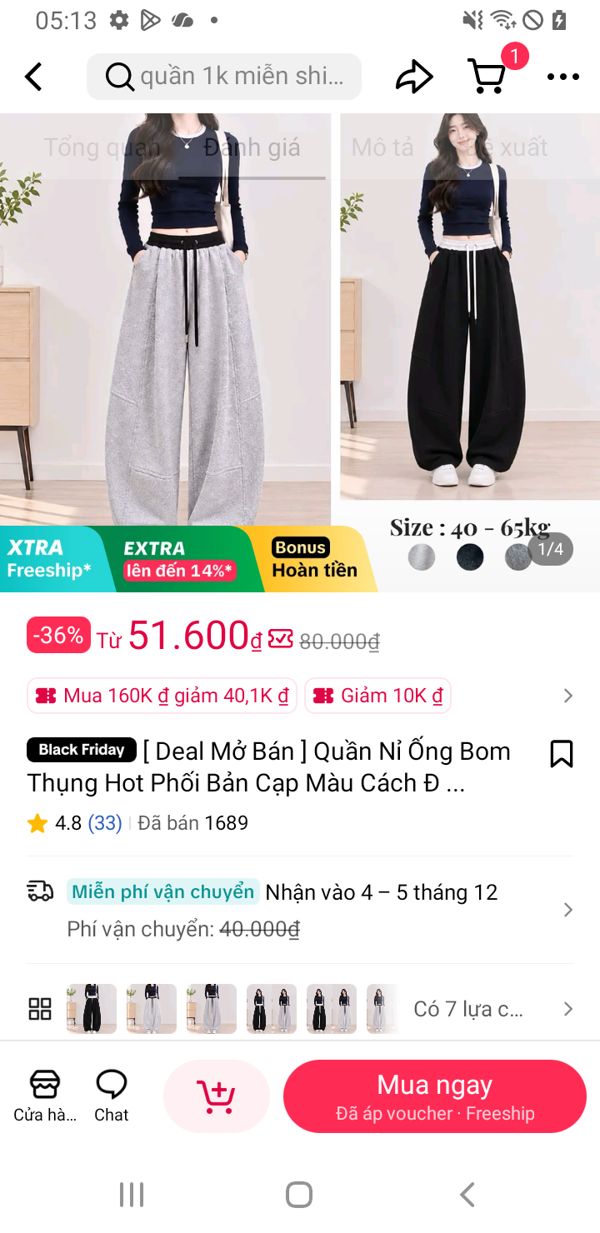 05:13
quần 1k miễn shi...
1
Tổng quan Đánh giá Mô tả xuất
Size : 40 - 65kg
1/4
XTRA
Freeship*
EXTRA
lên đến 14%*
Bonus
Hoàn tiền
-36% Từ 51.600đ 80.000đ
Mua 160K đ giảm 40,1K đ
Giảm 10K đ
Black Friday [ Deal Mở Bán ] Quần Nỉ Ống Bom
Thụng Hot Phối Bản Cạp Màu Cách Đ ...
4.8 (33) Đã bán 1689
Miễn phí vận chuyển Nhận vào 4 – 5 tháng 12
Phí vận chuyển: 40.000đ
Có 7 lựa c...
Cửa hà...
Chat
Mua ngay
Đã áp voucher · Freeship